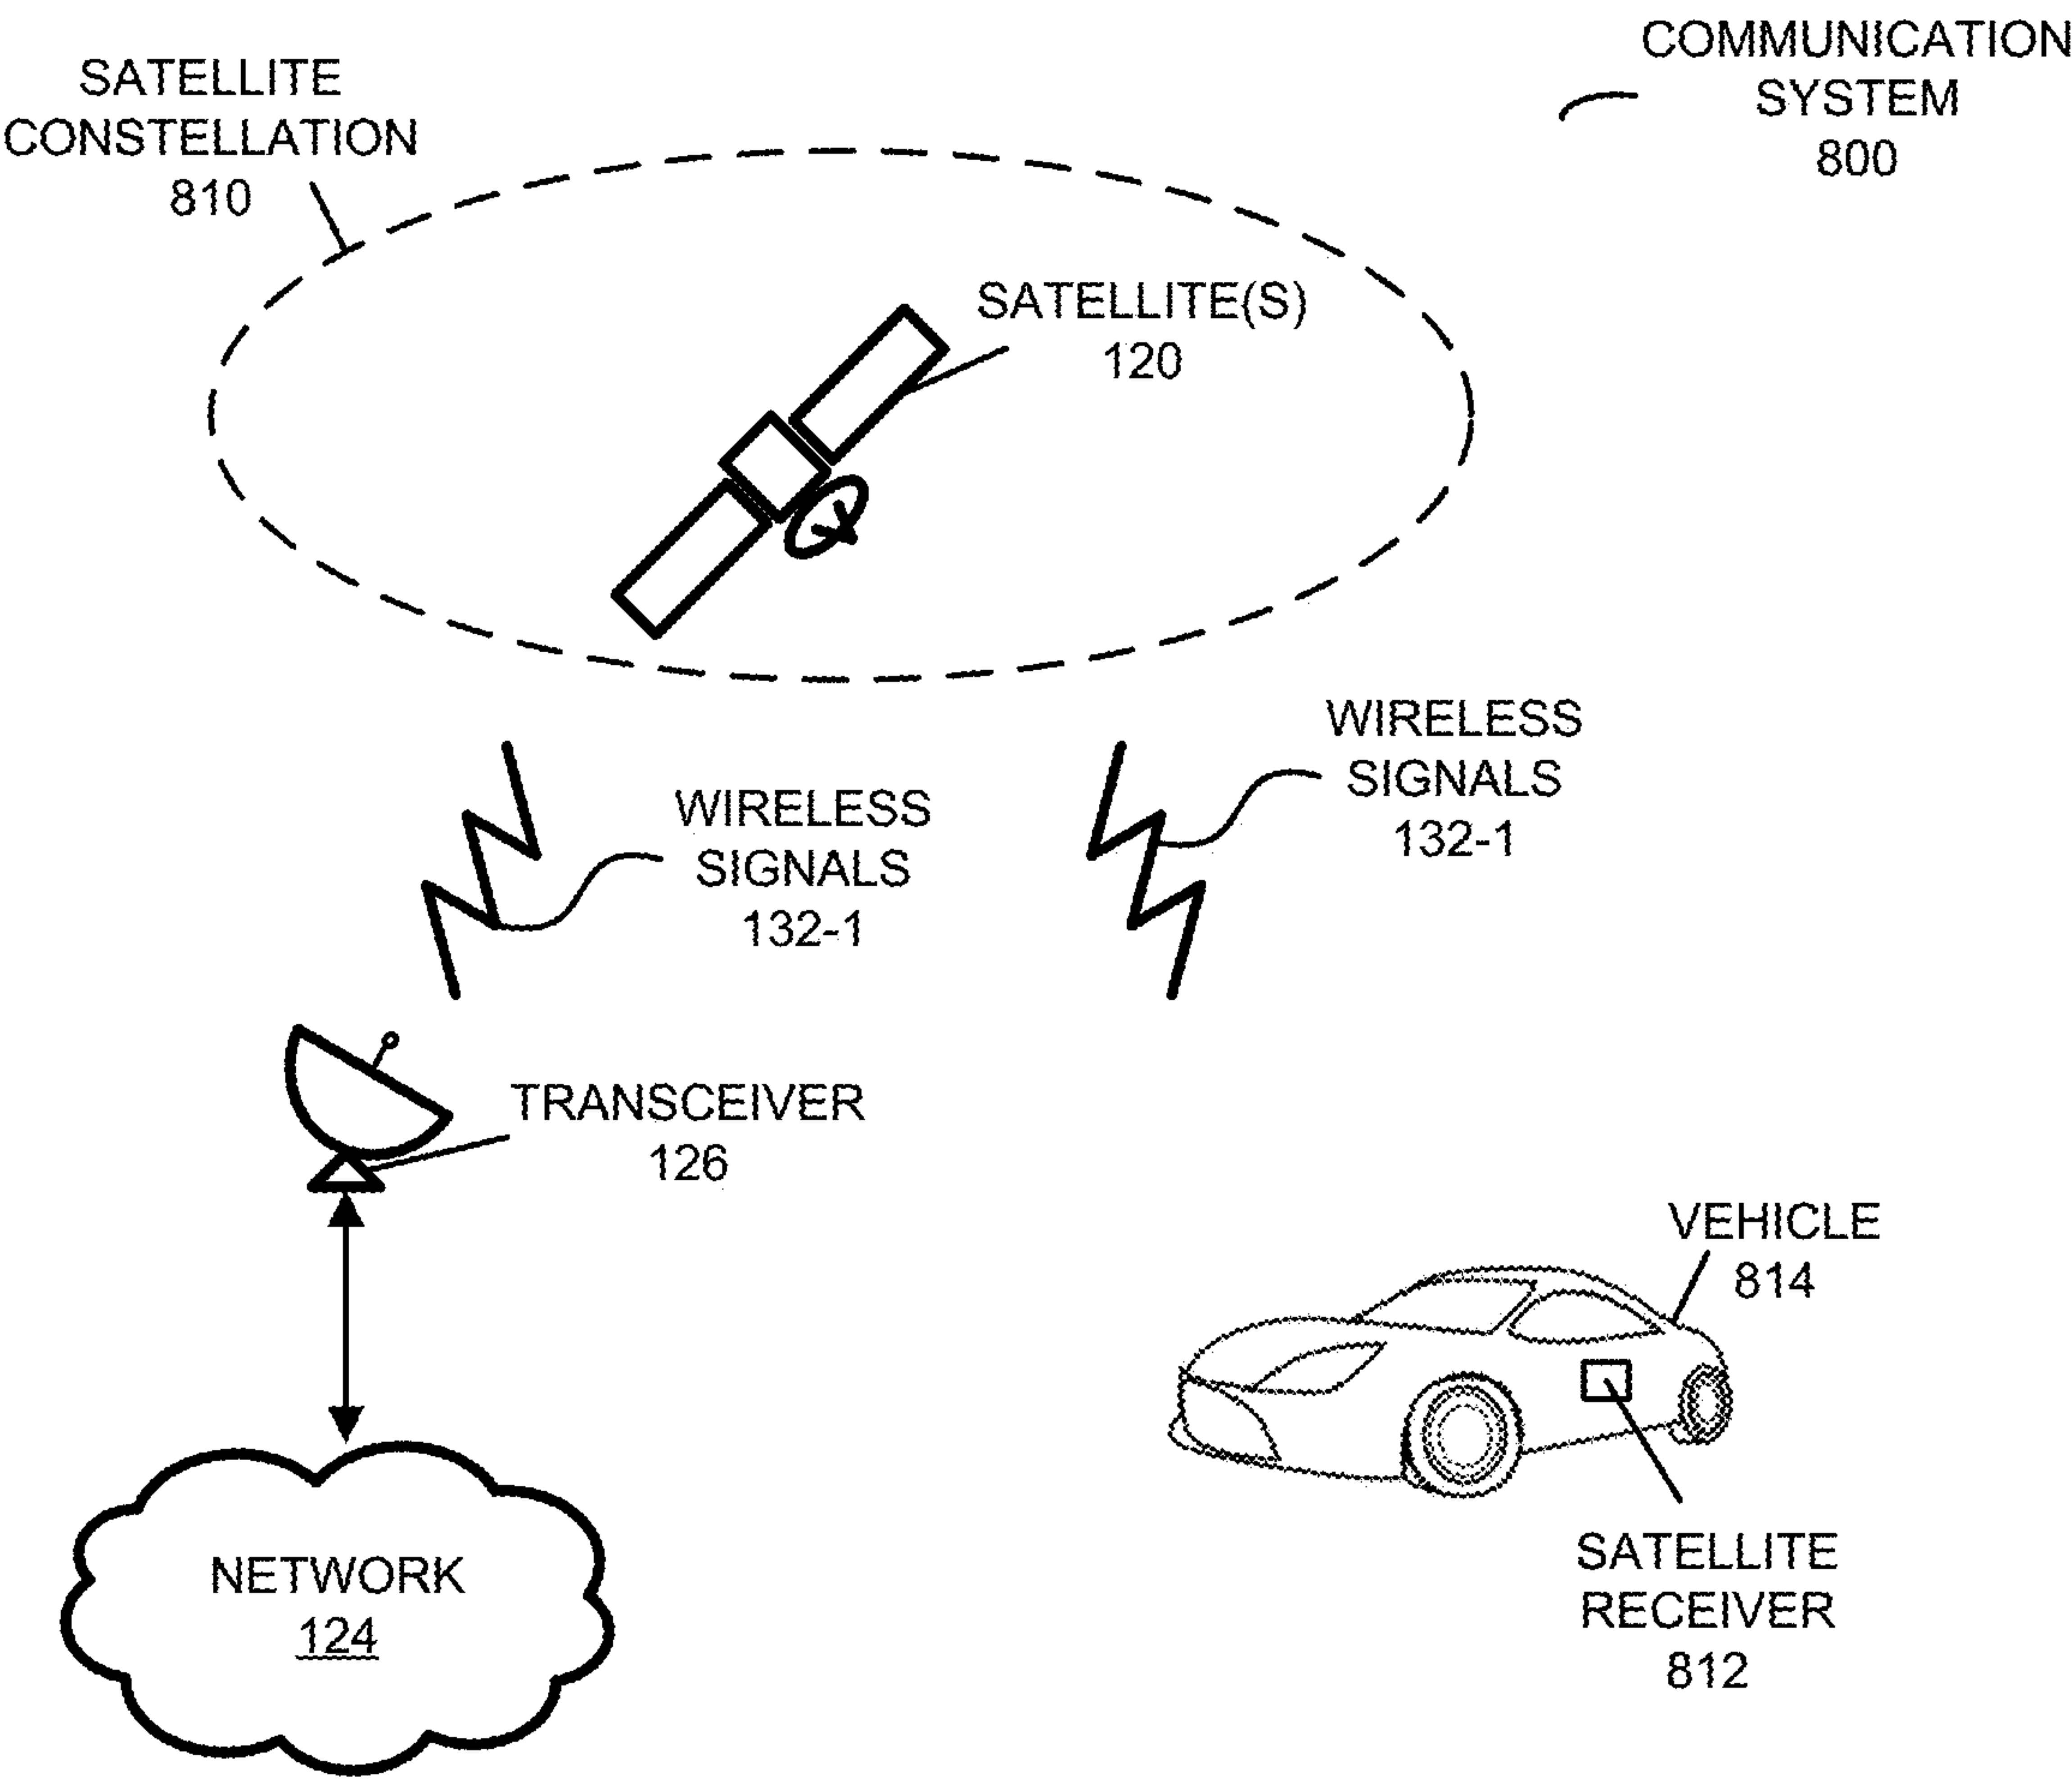 COMMUNICATION
SYSTEM
800
SATELLITE
CONSTELLATION
810
SATELLITE(S)
120
WIRELESS
SIGNALS
132-1
WIRELESS
SIGNALS
132-1
TRANSCEIVER
126
VEHICLE
814
NETWORK
124
SATELLITE
RECEIVER
812